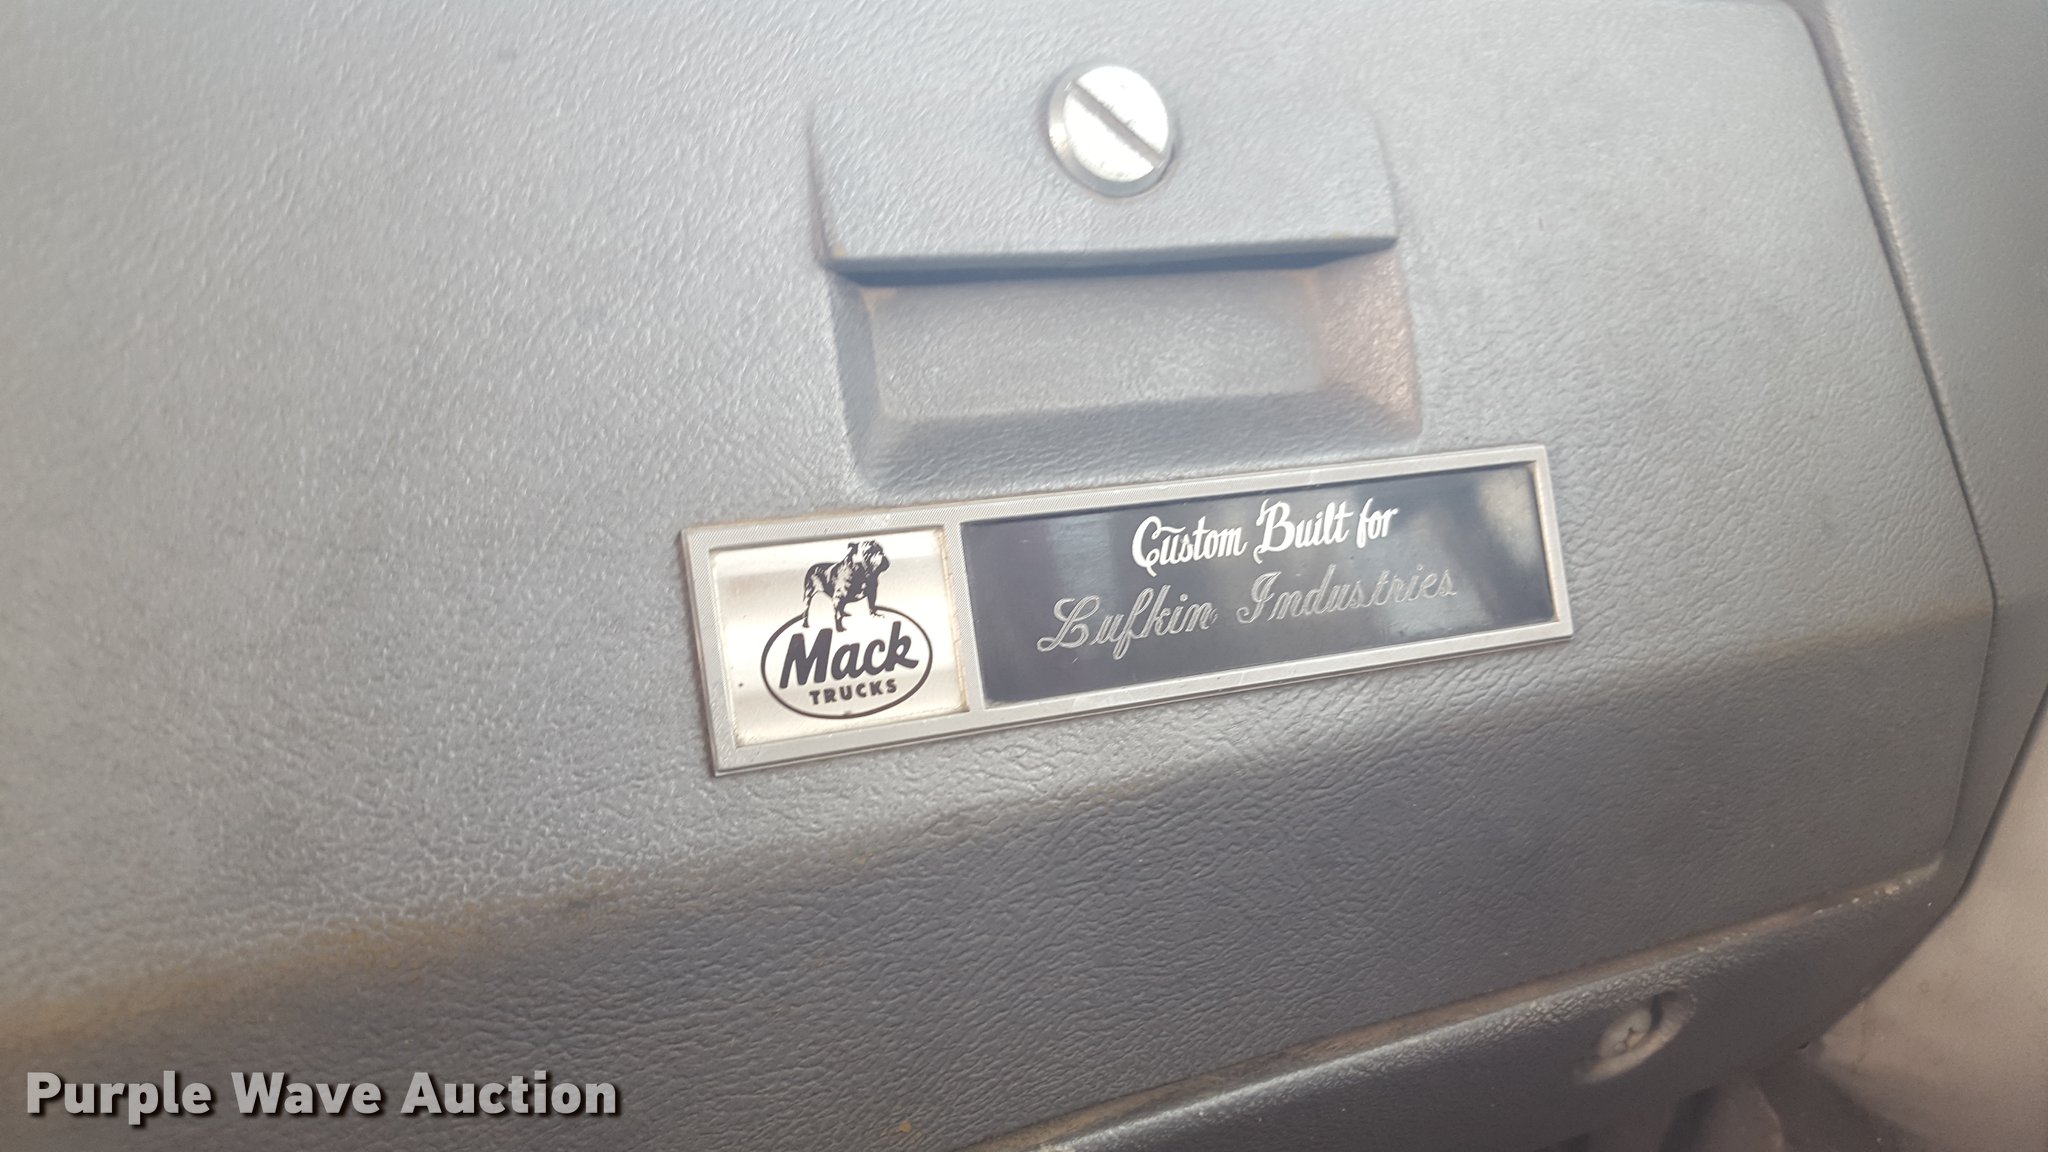 Custom Built for
Lufkin Industries
Mack
TRUCKS
Purple Wave Auction